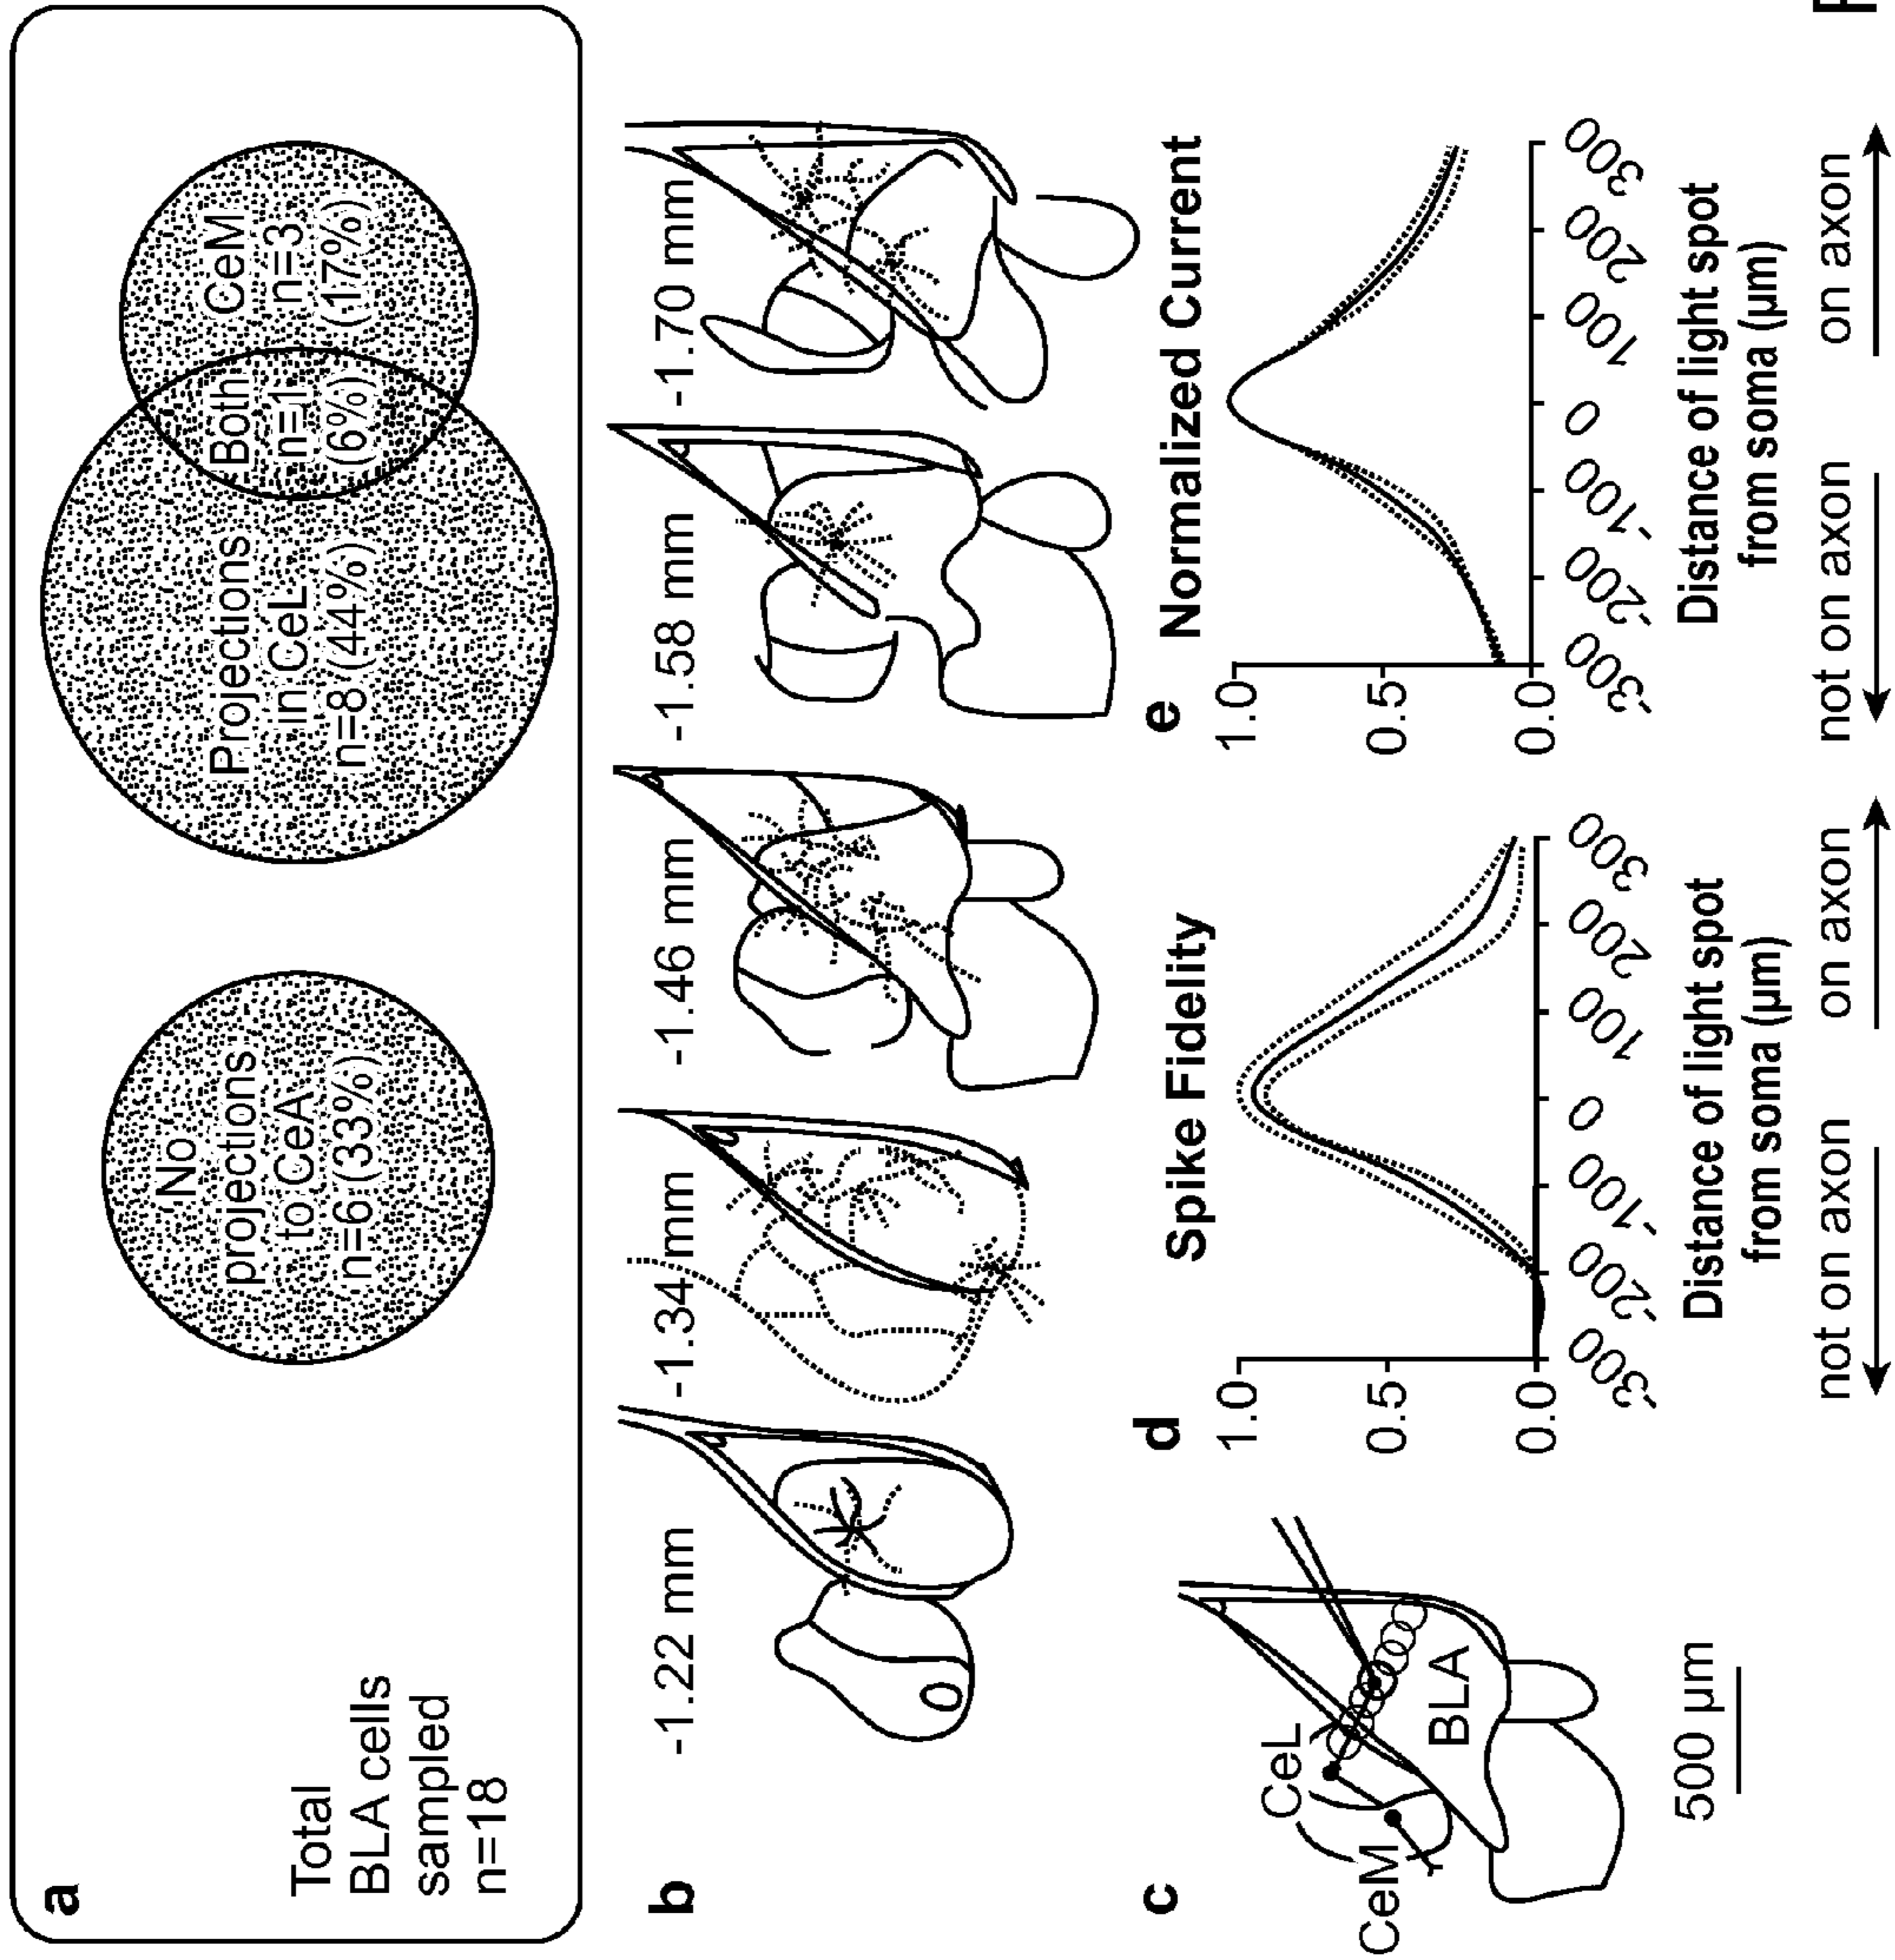 a
Total
BLA cells
sampled
n=18
No
projections
to CeA
n=6 (33%)
Projections
in CeL
n=8 (44%)
Both
n=1
(6%)
CeM
n=3
(17%)
b
-1.22 mm
-1.34 mm
-1.46 mm
-1.58 mm
-1.70 mm
c
CeM
CeL
BLA
500 µm
d
Spike Fidelity
1.0
0.5
0.0
-300 -200 -100 0 100 200 300
Distance of light spot
from soma (µm)
not on axon on axon
e
Normalized Current
1.0
0.5
0.0
-300 -200 -100 0 100 200 300
Distance of light spot
from soma (µm)
not on axon on axon